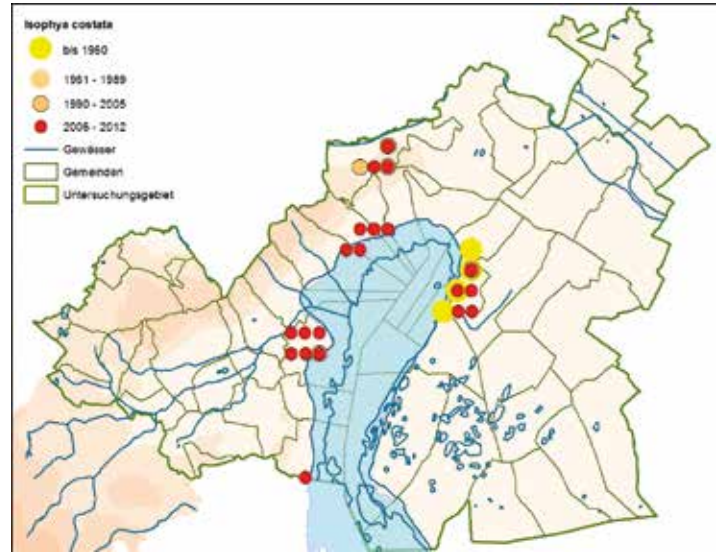 Isophya costata
bis 1960
1961 - 1989
1990 - 2005
2006 - 2012
Gewässer
Gemeinden
Untersuchungsgebiet